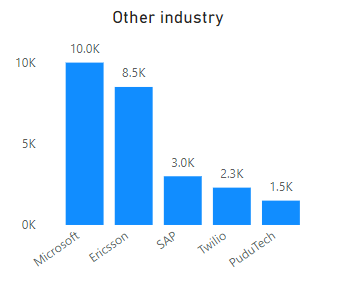 Other industry
10.0K
10K
8.5K
5K
3.0K
2.3K
1.5K
0K
Microsoft
Ericsson
SAP
Twilio
PuduTech